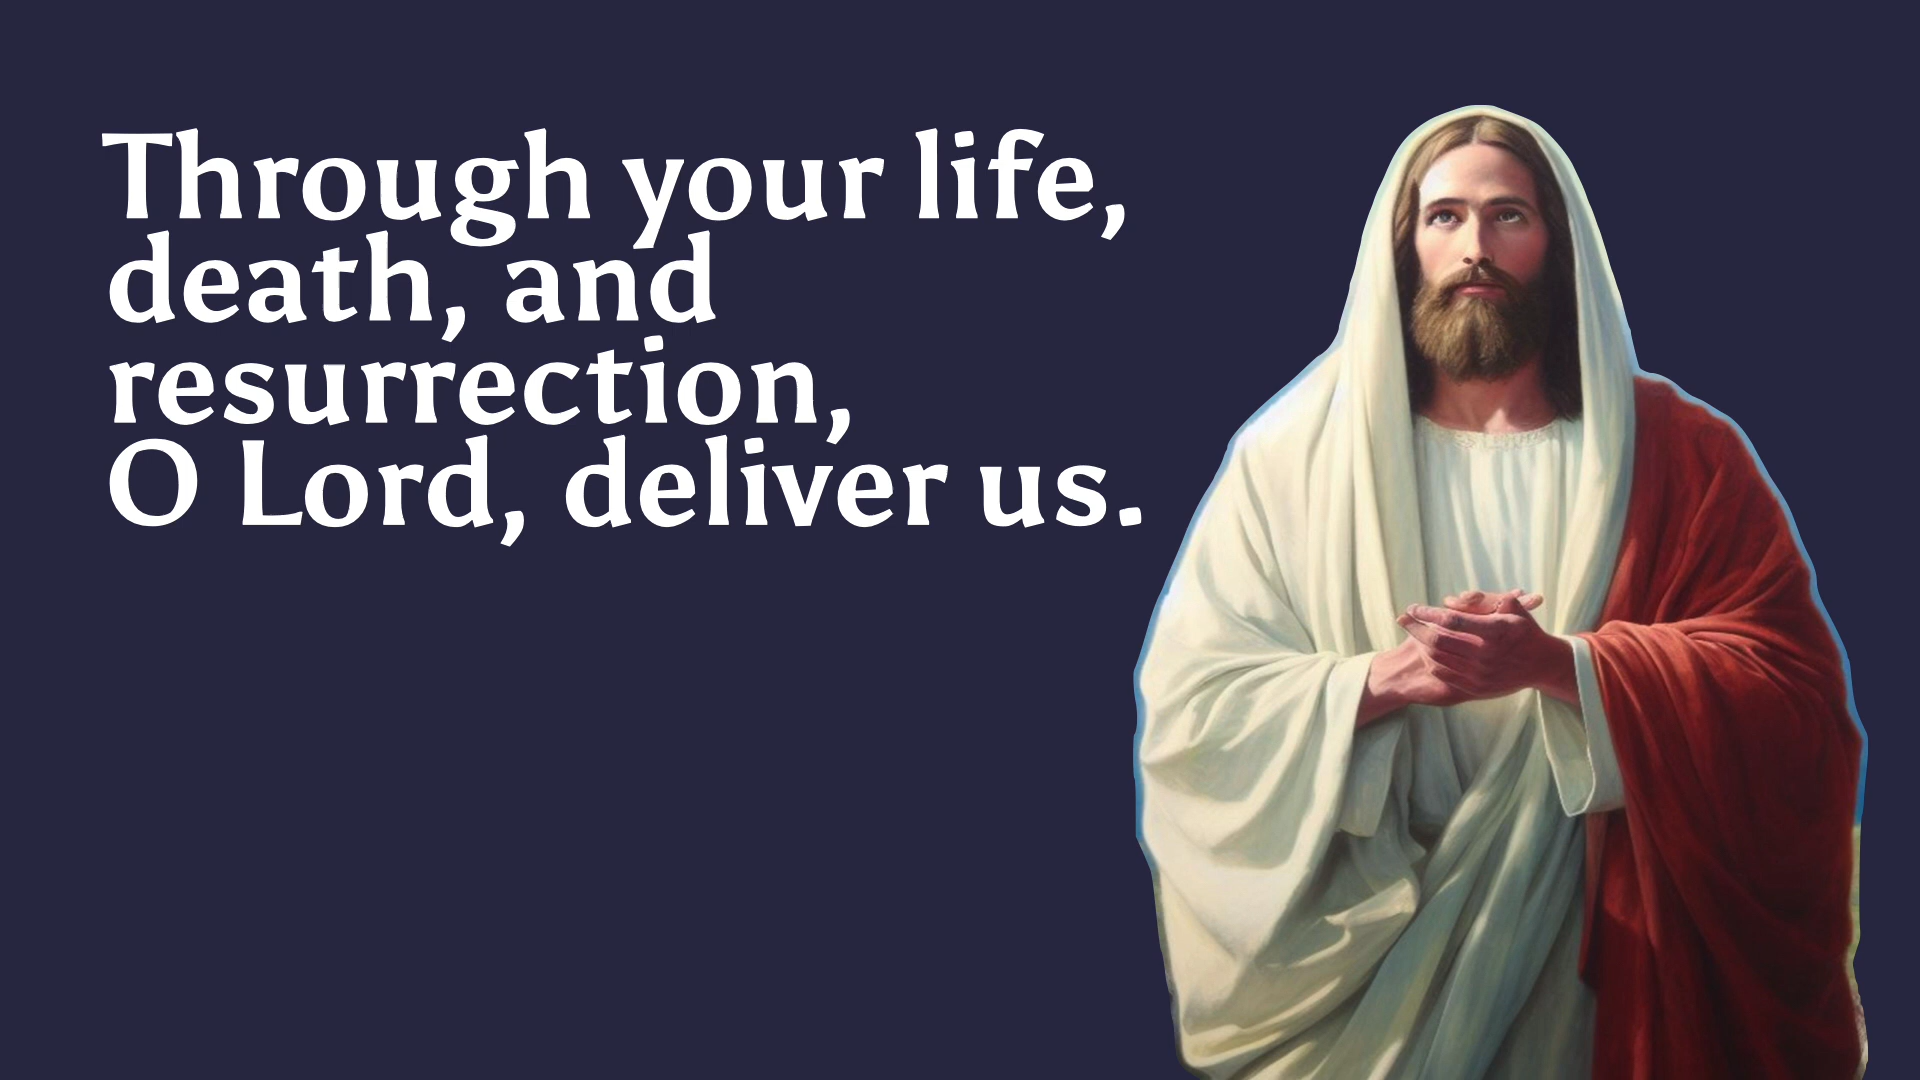 Through your life,
death, and
resurrection,
O Lord, deliver us.